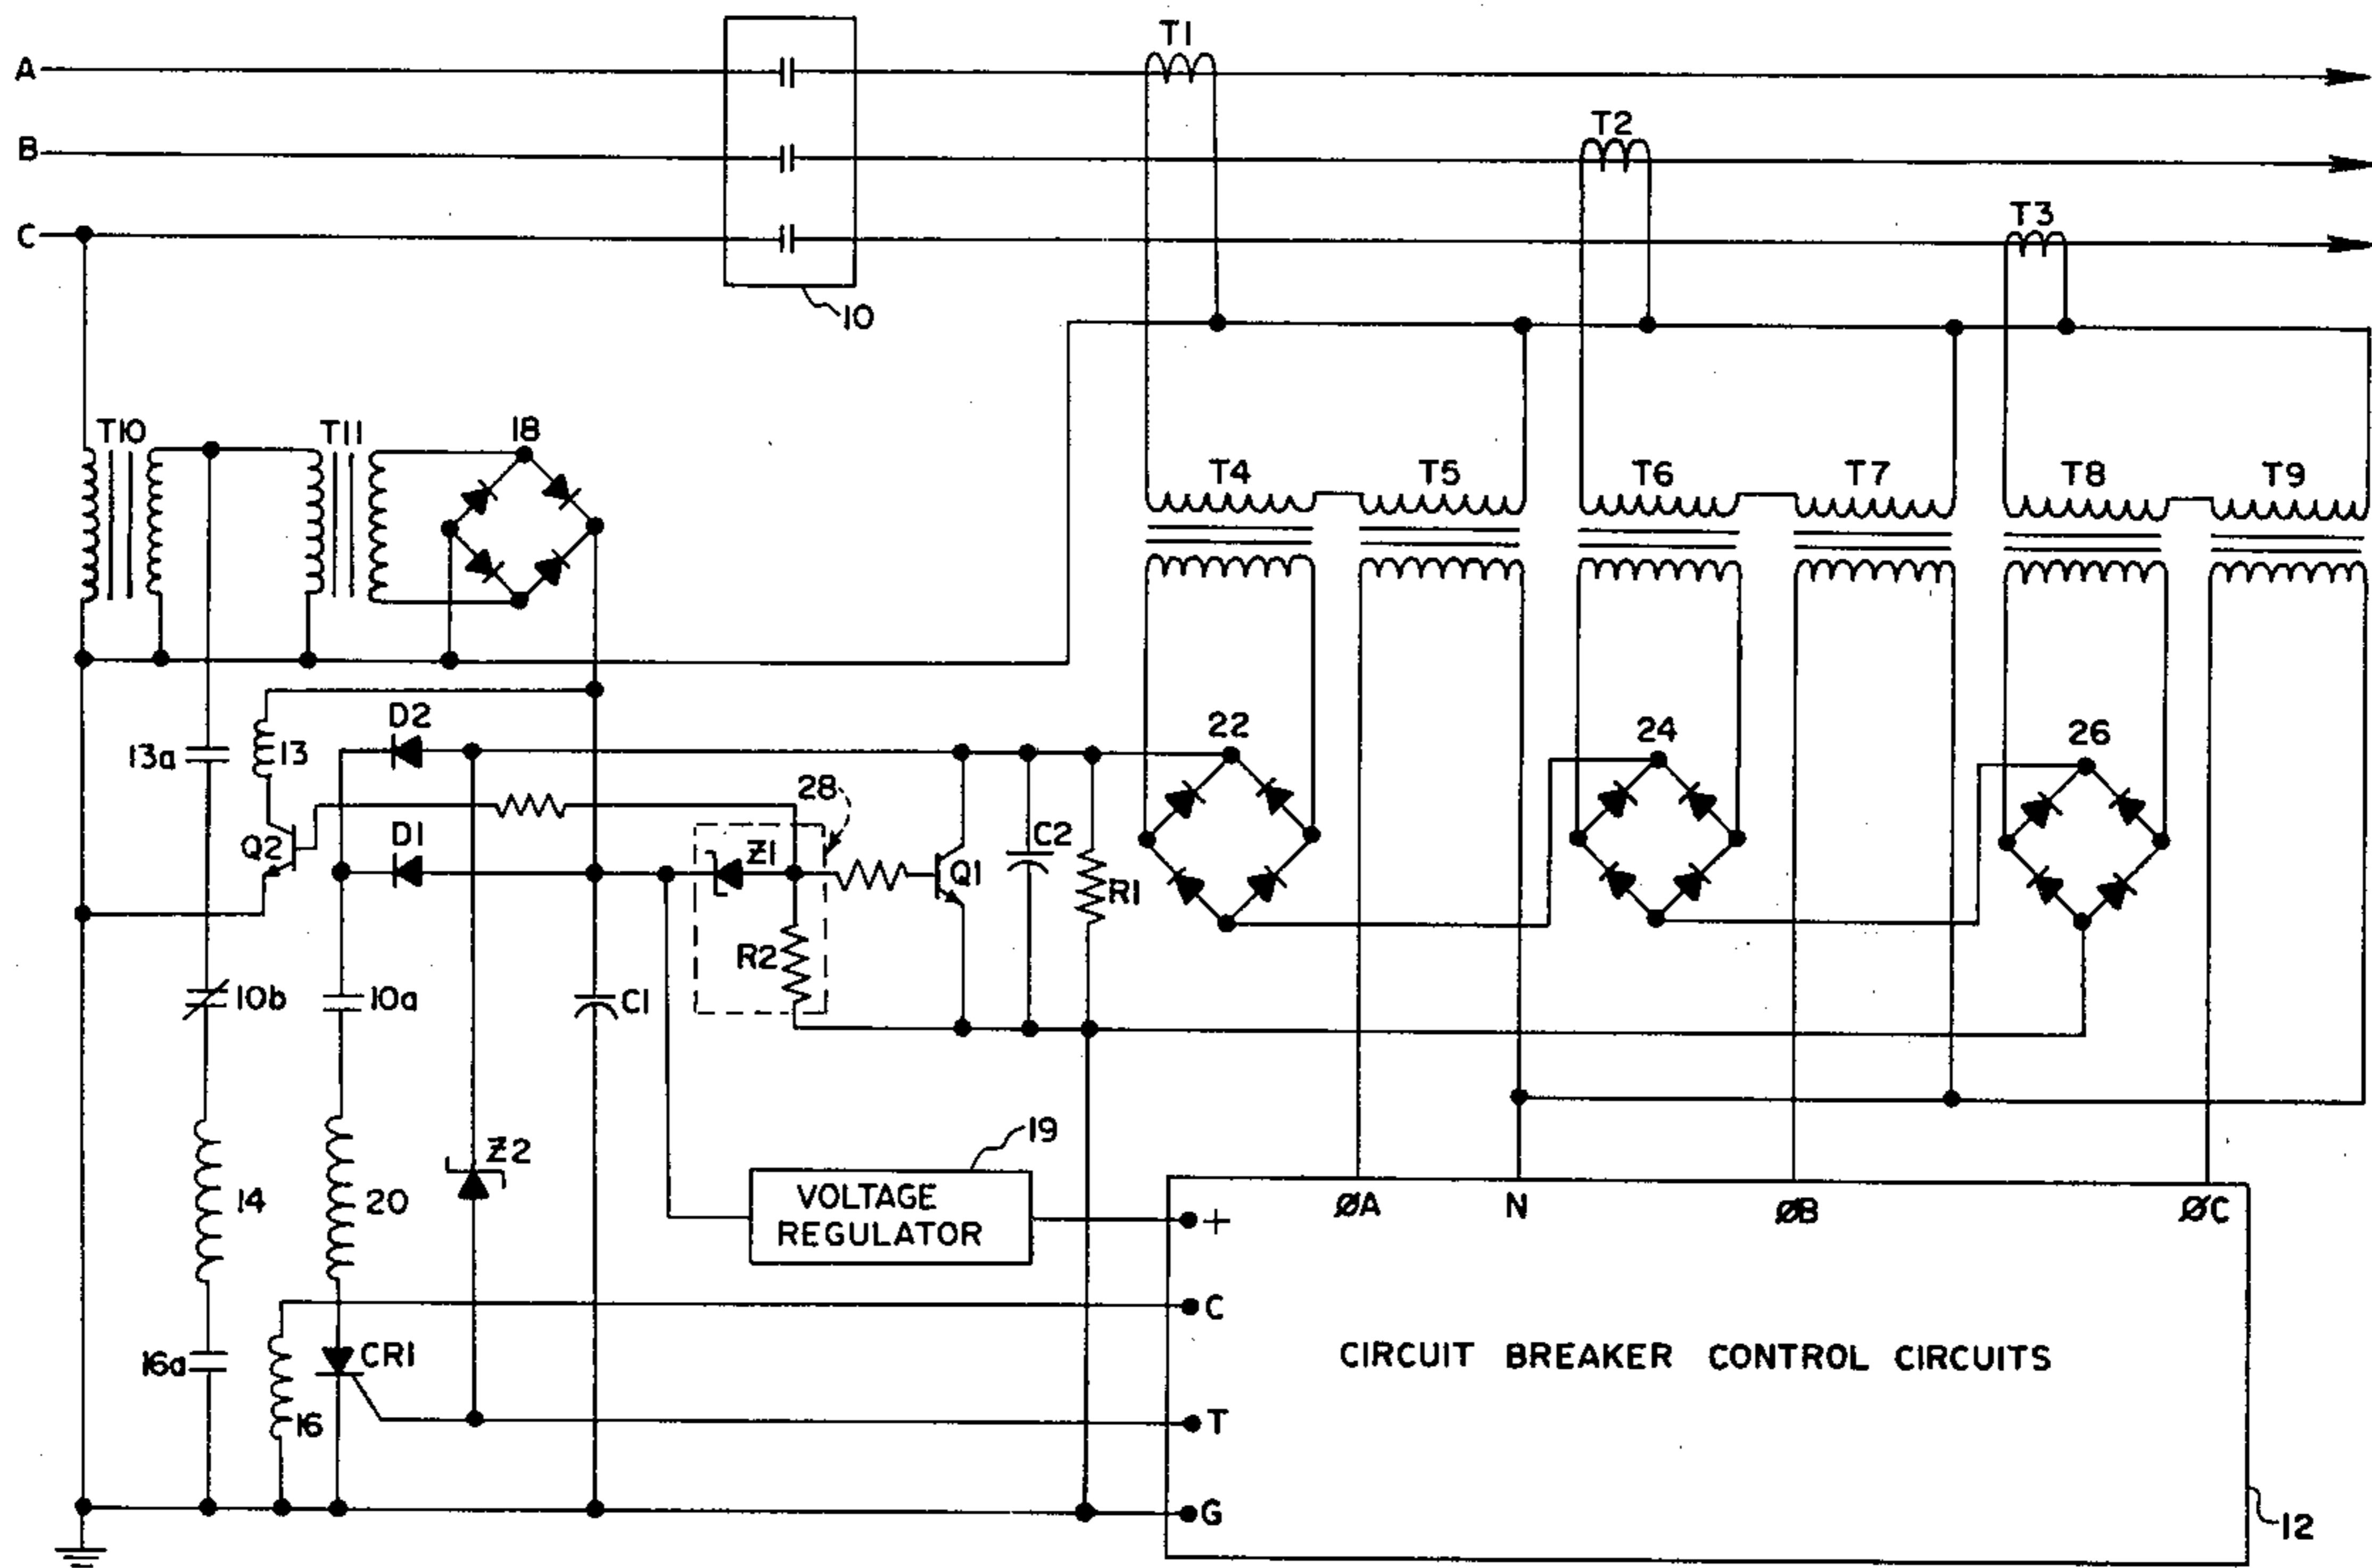 A
B
C
T1
T2
T3
10
T10
T11
18
T4
T5
T6
T7
T8
T9
13a
13
D2
28
22
24
26
Q2
D1
Z1
Q1
C2
R1
R2
10b
10a
C1
14
20
Z2
19
VOLTAGE
REGULATOR
+
ØA
N
ØB
ØC
C
16a
CR1
CIRCUIT BREAKER CONTROL CIRCUITS
16
T
G
12